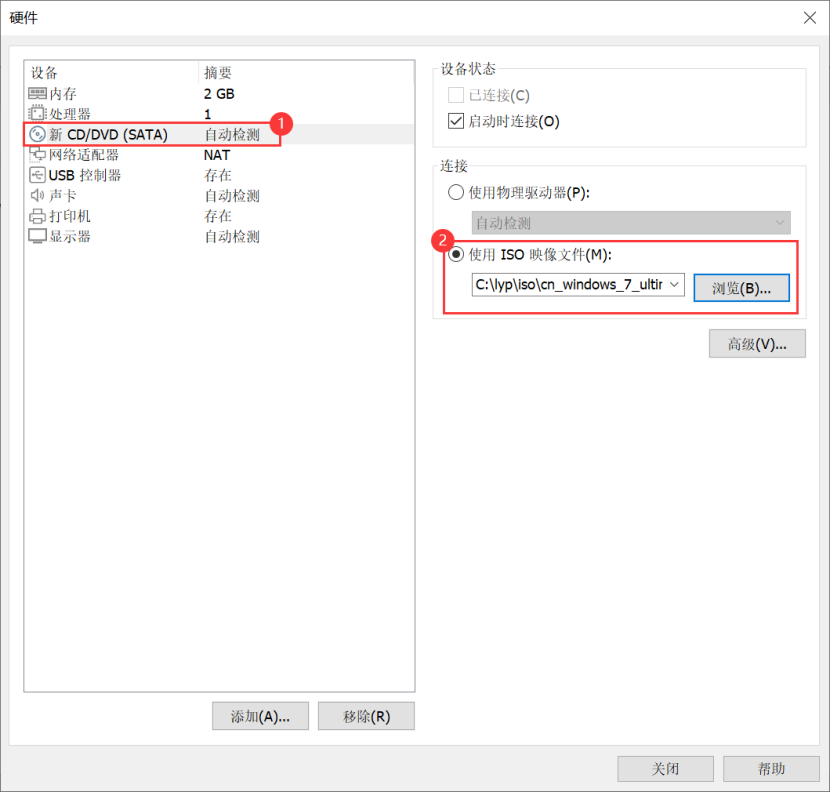 硬件
设备 摘要
内存 2 GB
处理器 1
新 CD/DVD (SATA) 自动检测
1
网络适配器 NAT
USB 控制器 存在
声卡 自动检测
打印机 存在
显示器 自动检测
添加(A)...
移除(R)
设备状态
已连接(C)
启动时连接(O)
连接
使用物理驱动器(P):
自动检测
2
使用 ISO 映像文件(M):
C:\lyp\iso\cn_windows_7_ultir
浏览(B)...
高级(V)...
关闭
帮助